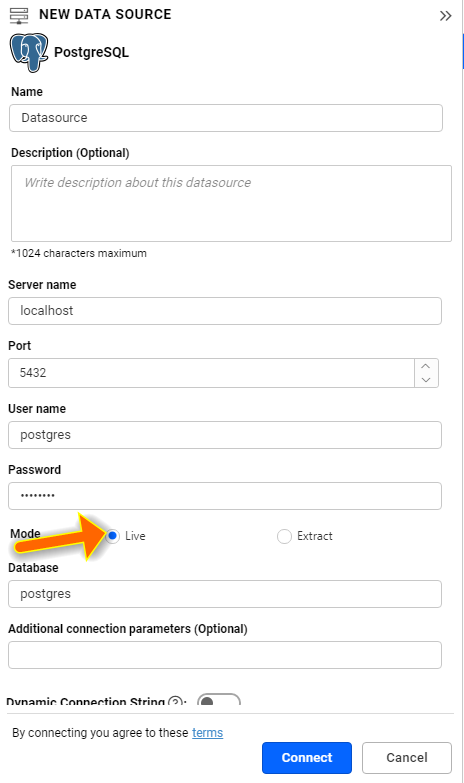 NEW DATA SOURCE
PostgreSQL
Name
Datasource
Description (Optional)
Write description about this datasource
*1024 characters maximum
Server name
localhost
Port
5432
User name
postgres
Password
••••••••
Mode Live Extract
Database
postgres
Additional connection parameters (Optional)
Dynamic Connection String ? :
By connecting you agree to these terms
Connect Cancel